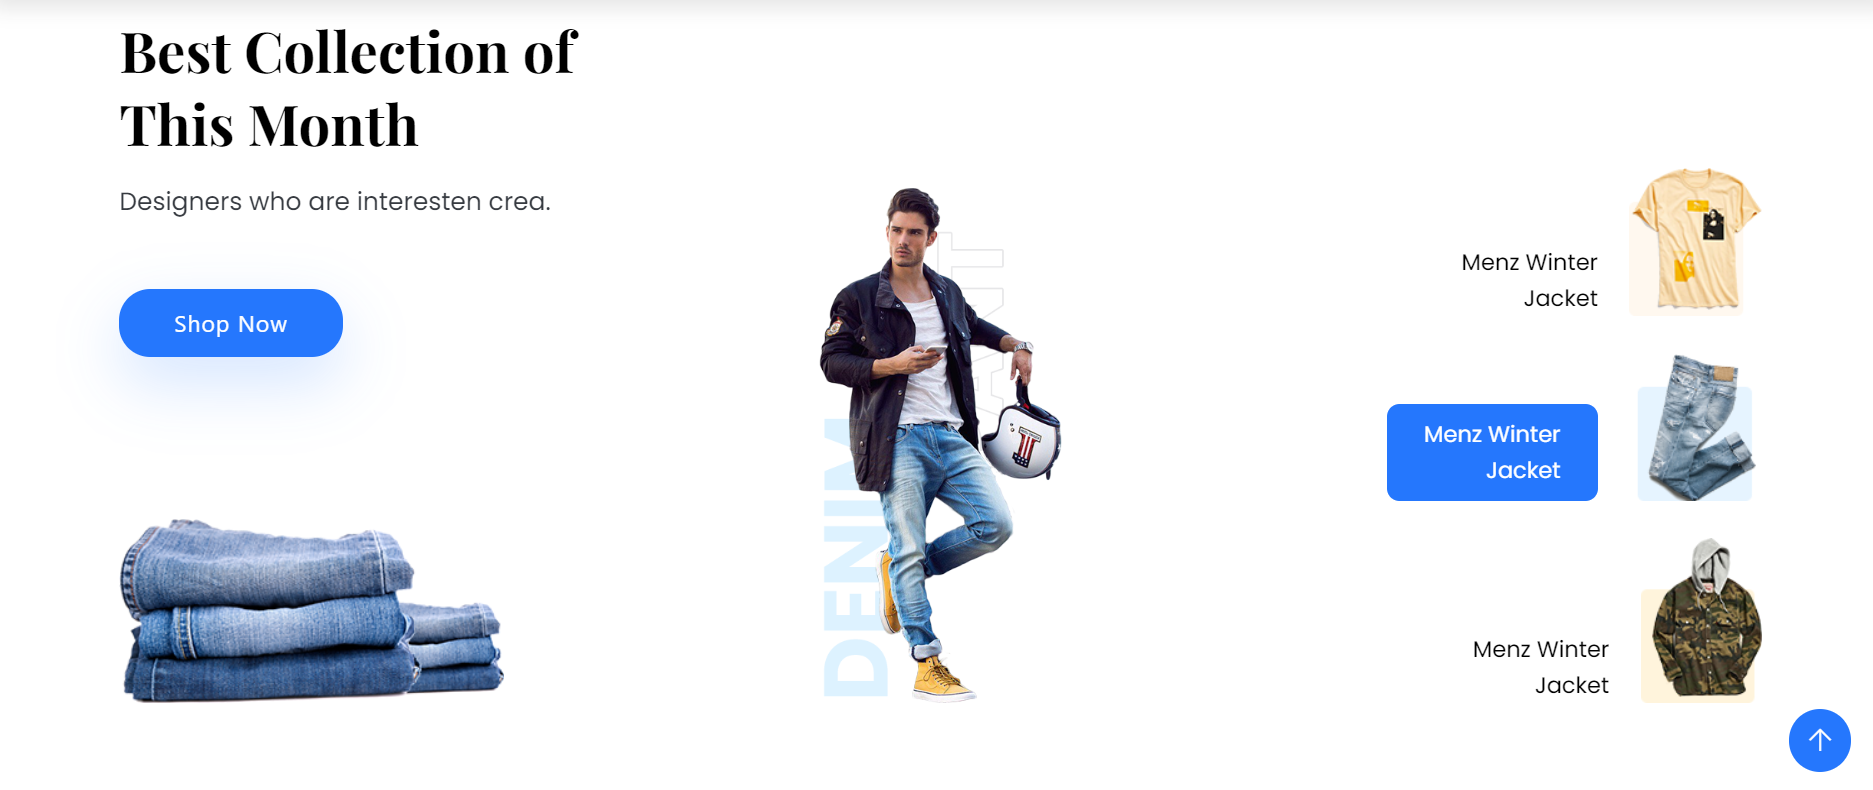 Best Collection of
This Month
Designers who are interesten crea.
Shop Now
DENIM
Menz Winter
Jacket
Menz Winter
Jacket
Menz Winter
Jacket